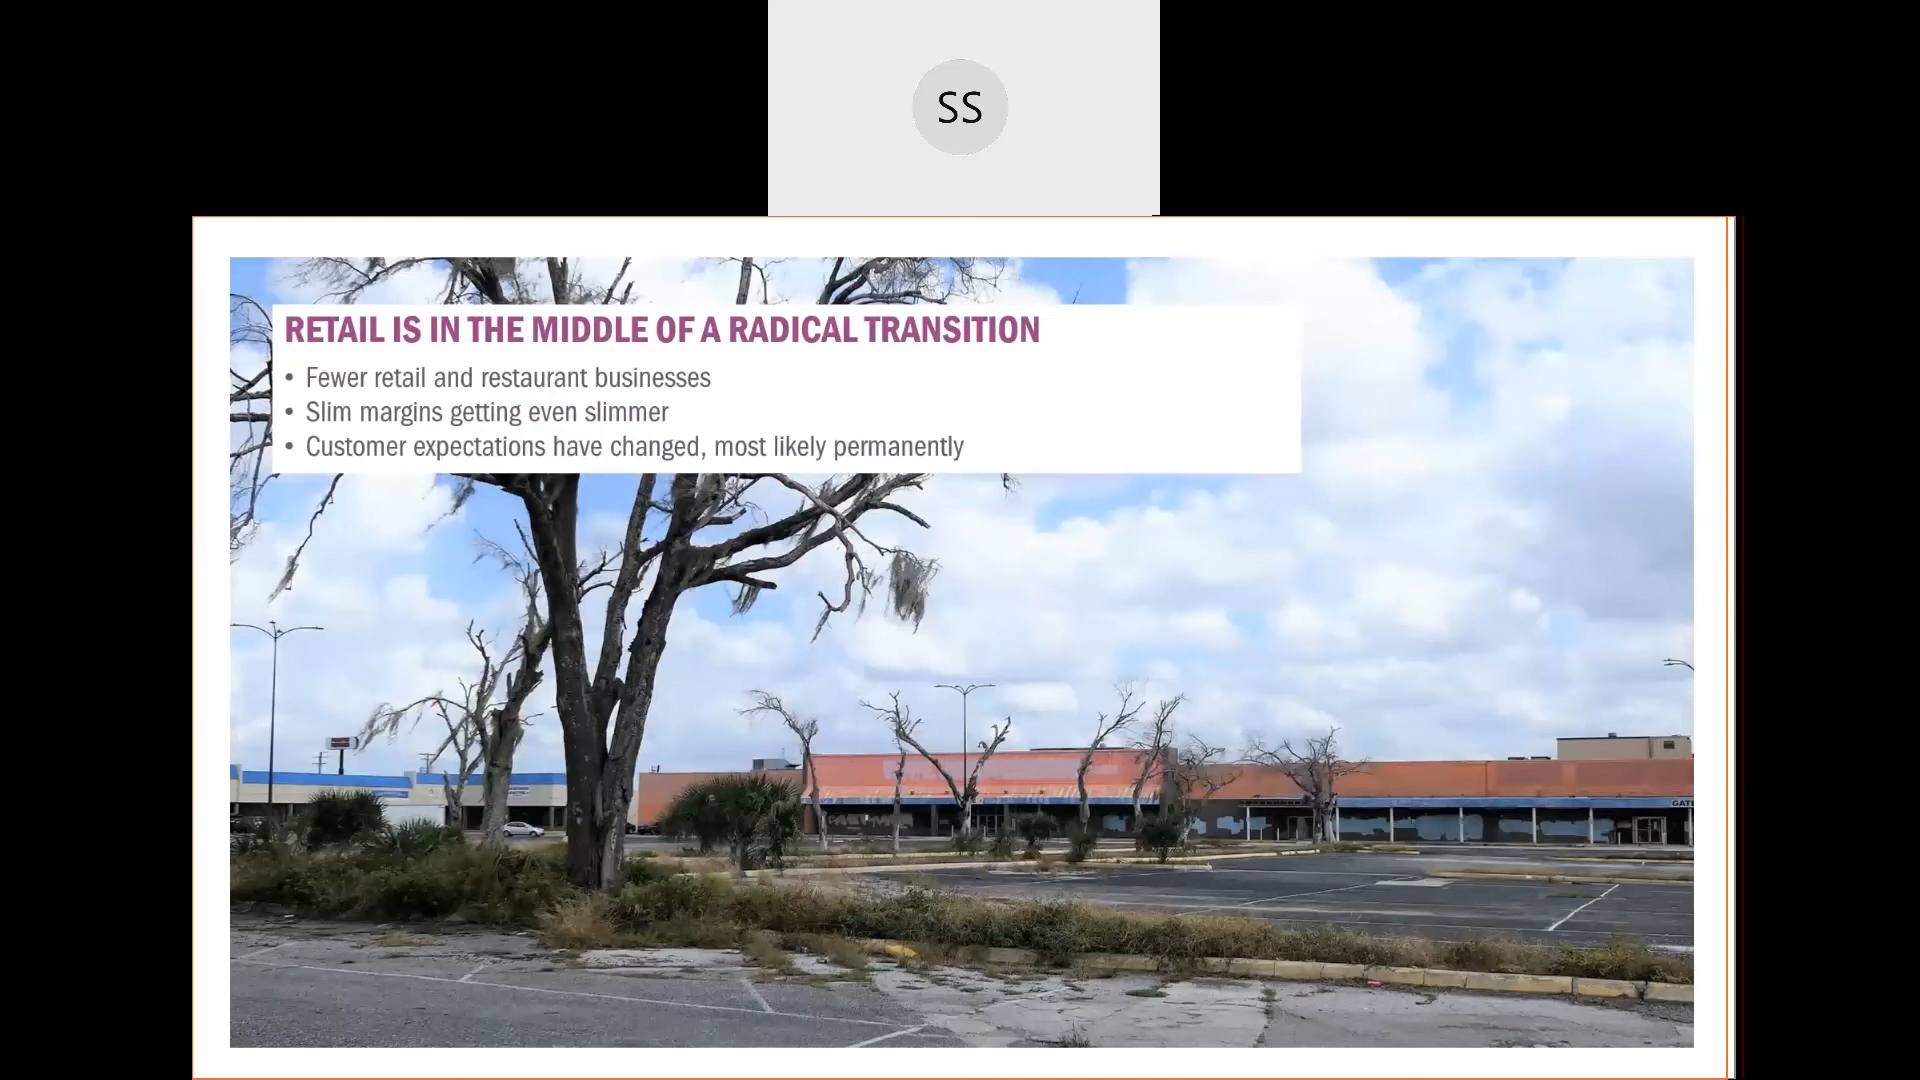 SS
RETAIL IS IN THE MIDDLE OF A RADICAL TRANSITION
• Fewer retail and restaurant businesses
• Slim margins getting even slimmer
• Customer expectations have changed, most likely permanently